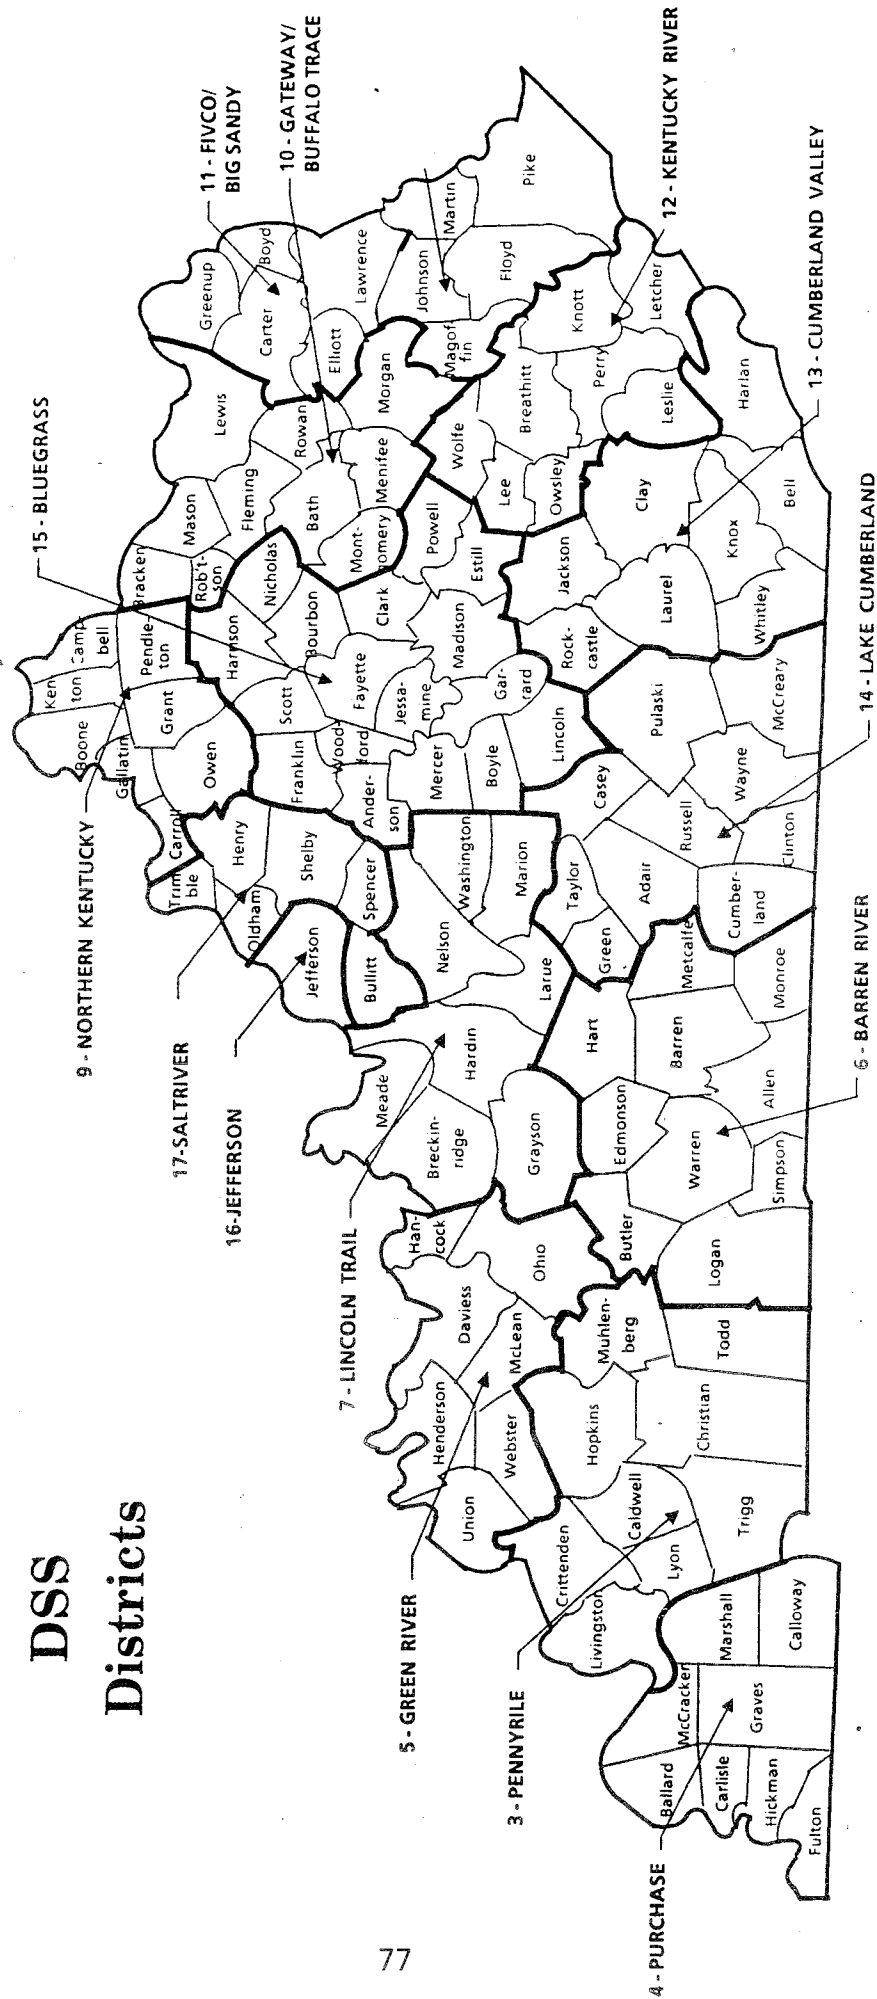 DSS
Districts
15 - BLUEGRASS
11 - FIVCO/
BIG SANDY
10 - GATEWAY/
BUFFALO TRACE
9 - NORTHERN KENTUCKY
17-SALTRIVER
16-JEFFERSON
7 - LINCOLN TRAIL
5 - GREEN RIVER
3 - PENNYRILE
4 - PURCHASE
12 - KENTUCKY RIVER
13 - CUMBERLAND VALLEY
14 - LAKE CUMBERLAND
6 - BARREN RIVER
Boone
Ken
ton
Camp
bell
Gallatin
Grant
Pendle-
ton
Bracken
Mason
Lewis
Greenup
Carroll
Owen
Rob't-
son
Fleming
Rowan
Carter
Boyd
Trim
ble
Henry
Oldham
Harrison
Nicholas
Bath
Elliott
Lawrence
Scott
Bourbon
Mont-
gomery
Menifee
Morgan
Johnson
Martin
Jefferson
Shelby
Franklin
Wood-
ford
Fayette
Clark
Powell
Wolfe
Magof
fin
Floyd
Pike
Bullitt
Spencer
Ander-
son
Jessa-
mine
Madison
Estill
Lee
Breathitt
Knott
Meade
Hardin
Nelson
Washington
Mercer
Boyle
Gar-
rard
Jackson
Owsley
Perry
Letcher
Han-
cock
Breckin-
ridge
Grayson
Larue
Marion
Lincoln
Rock-
castle
Clay
Leslie
Harlan
Henderson
Daviess
Ohio
Hart
Green
Taylor
Casey
Pulaski
Laurel
Knox
Bell
Union
Webster
McLean
Muhlen-
berg
Butler
Edmonson
Barren
Metcalfe
Adair
Russell
Wayne
McCreary
Whitley
Crittenden
Hopkins
Warren
Cumber-
land
Clinton
Livingston
Lyon
Caldwell
Christian
Todd
Logan
Simpson
Allen
Monroe
Ballard
McCracken
Marshall
Trigg
Carlisle
Graves
Calloway
Hickman
Fulton
77